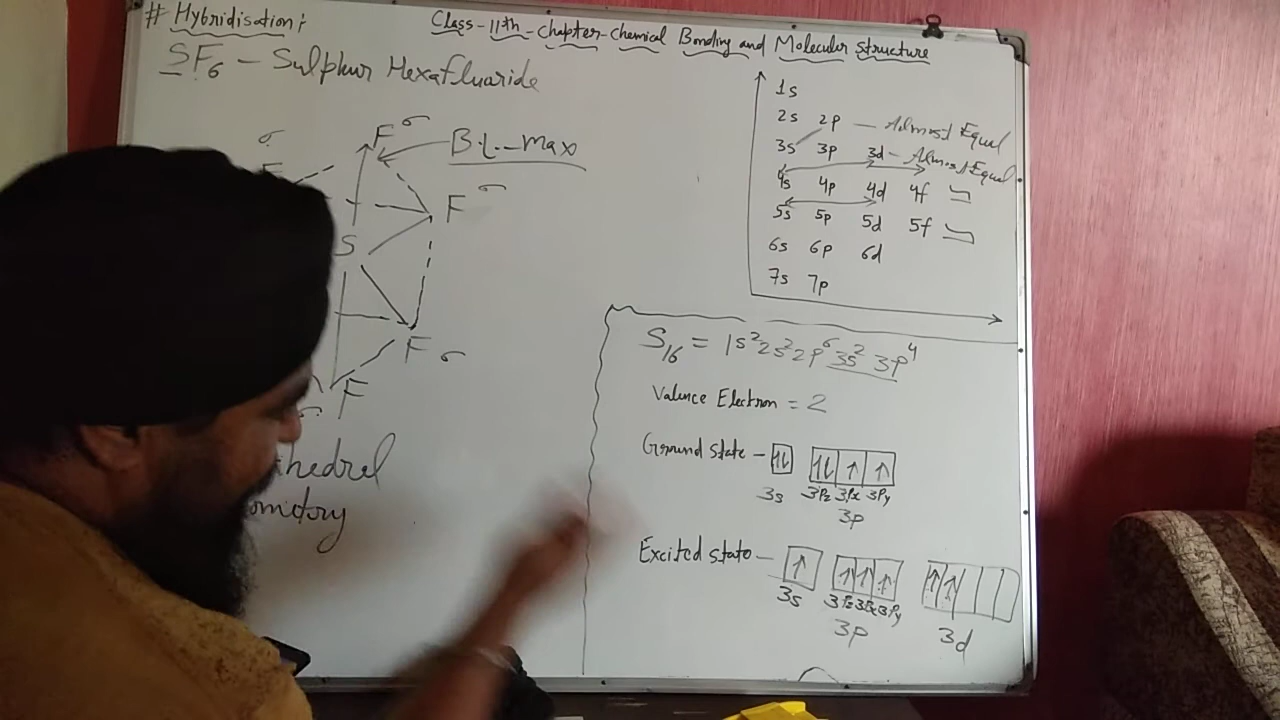 # Hybridisation:
Class-11th-chapter-Chemical Bonding and Molecular structure
SF6 - Sulphur Hexafluoride
σ
F σ
B.L.-max
F σ
S
F σ
F
σ
hedral
ometory
1s
2s 2p - Almost Equal
3s 3p 3d - Almost Equal
4s 4p 4d 4f
5s 5p 5d 5f
6s 6p 6d
7s 7p
S16 = 1s² 2s² 2p⁶ 3s² 3p⁴
Valence Electron = 2
Ground state - ↑↓ ↑↓ ↑ ↑
3s 3Pz 3Px 3Py
3p
Excited state - ↑ ↑ ↑ ↑ ↑ ↑
3s 3Pz 3Px 3Py
3p 3d